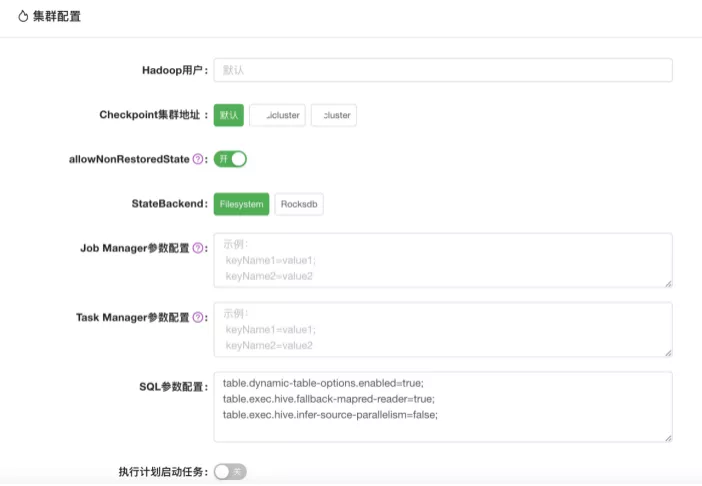 集群配置
Hadoop用户：
默认
Checkpoint集群地址：
默认 cluster cluster
allowNonRestoredState ? :
开
StateBackend:
Filesystem Rocksdb
Job Manager参数配置 ? :
示例：
keyName1=value1;
keyName2=value2
Task Manager参数配置 ? :
示例：
keyName1=value1;
keyName2=value2
SQL参数配置:
table.dynamic-table-options.enabled=true;
table.exec.hive.fallback-mapred-reader=true;
table.exec.hive.infer-source-parallelism=false;
执行计划启动任务：
关